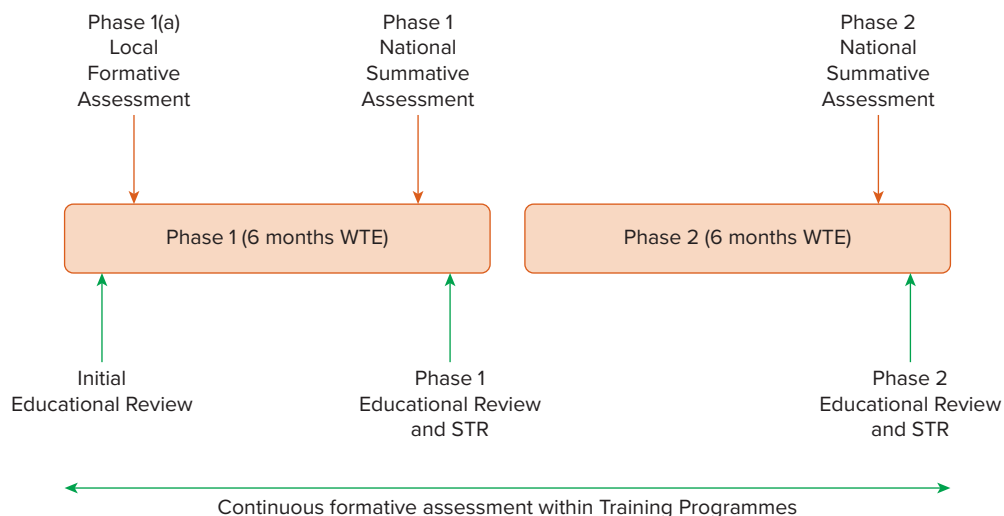 Phase 1(a)
Local
Formative
Assessment
Phase 1
National
Summative
Assessment
Phase 2
National
Summative
Assessment
Phase 1 (6 months WTE)
Phase 2 (6 months WTE)
Initial
Educational Review
Phase 1
Educational Review
and STR
Phase 2
Educational Review
and STR
Continuous formative assessment within Training Programmes